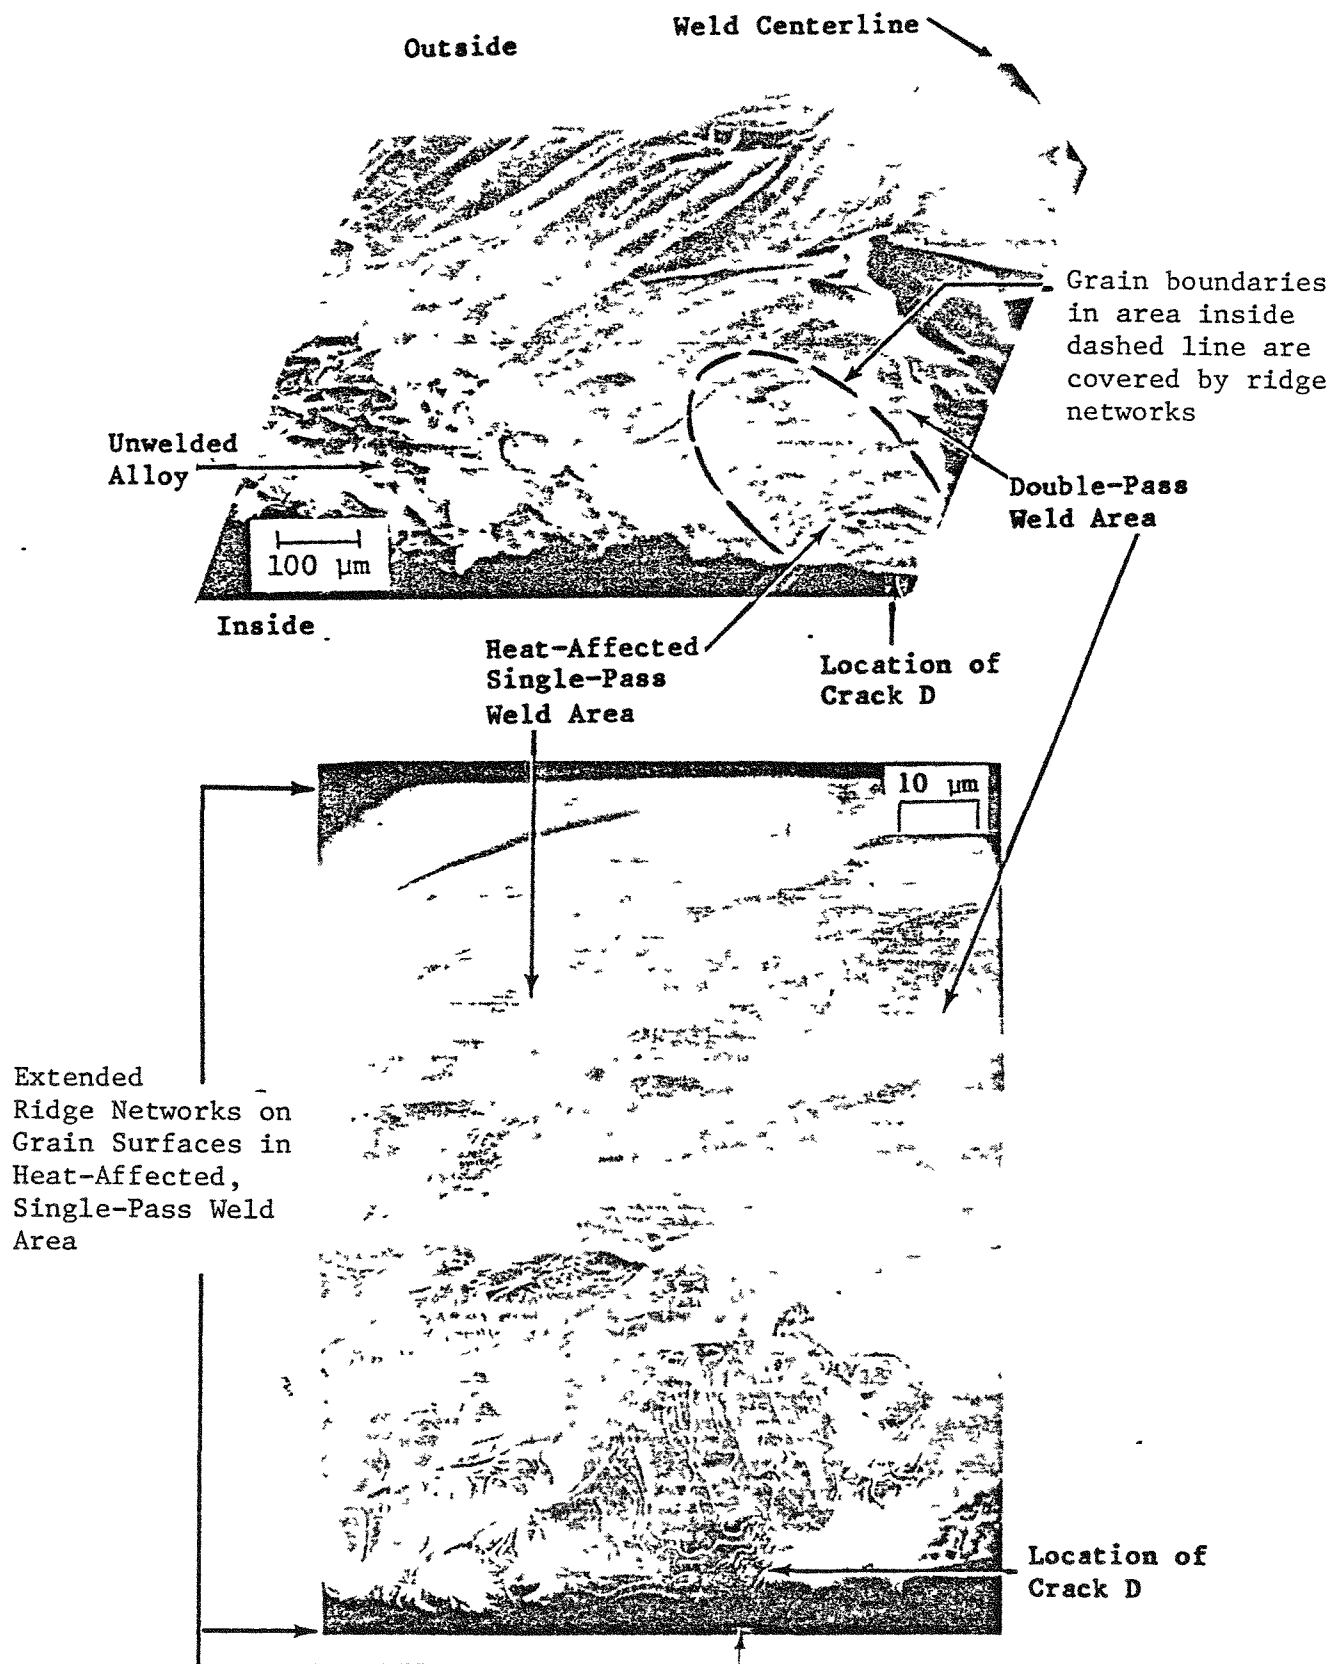 Outside
Weld Centerline
Grain boundaries
in area inside
dashed line are
covered by ridge
networks
Unwelded
Alloy
Double-Pass
Weld Area
100 μm
Inside
Heat-Affected
Single-Pass
Weld Area
Location of
Crack D
10 μm
Extended
Ridge Networks on
Grain Surfaces in
Heat-Affected,
Single-Pass Weld
Area
Location of
Crack D